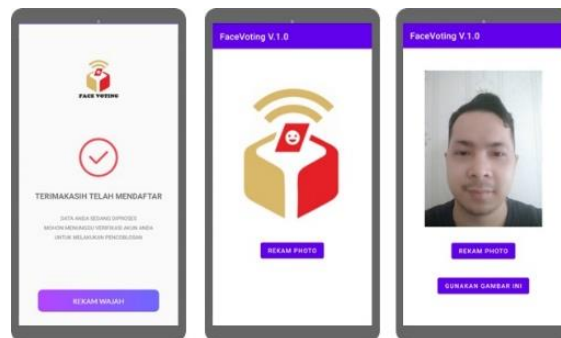 FACE VOTING
TERIMAKASIH TELAH MENDAFTAR
DATA ANDA SEDANG DIPROSES
MOHON MENUNGGU VERIFIKASI AKUN ANDA
UNTUK MELAKUKAN PENCOBLOSAN
REKAM WAJAH
FaceVoting V.1.0
REKAM PHOTO
FaceVoting V.1.0
REKAM PHOTO
GUNAKAN GAMBAR INI